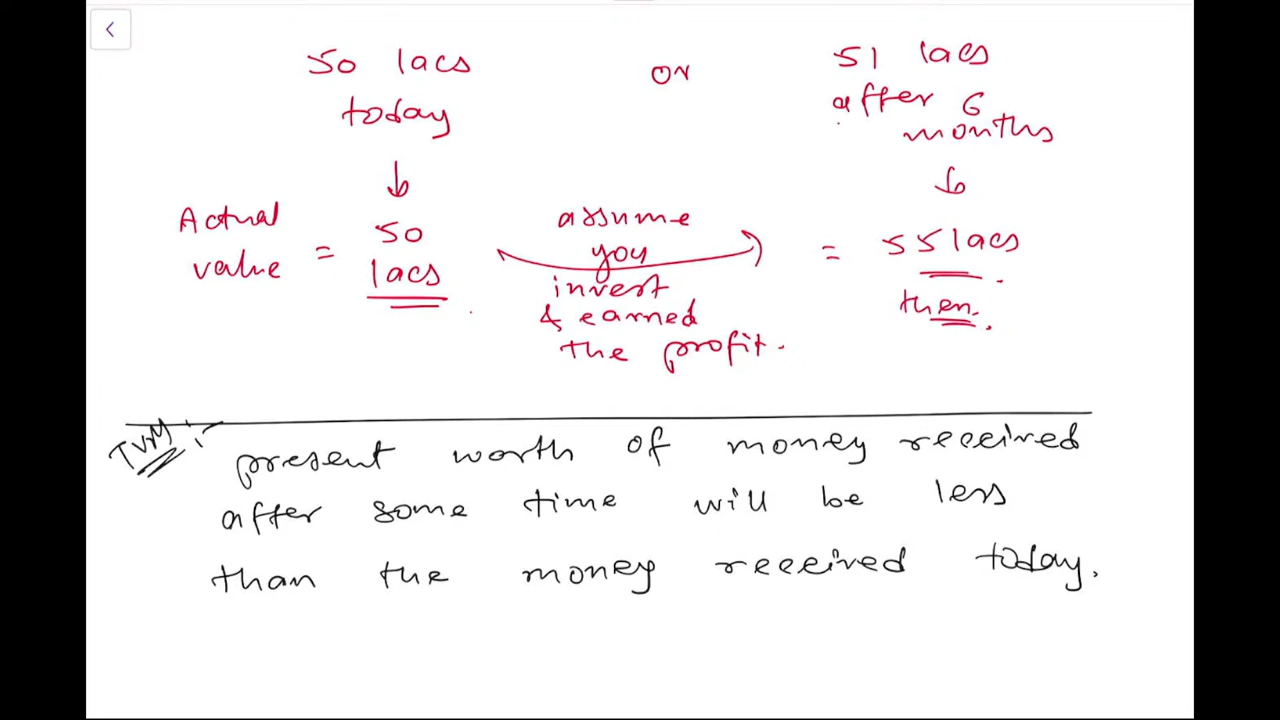 50 lacs or 51 lacs
today after 6
months
Actual 50 assume
value = lacs you = 55 lacs.
invest then.
& earned
the profit.
TVM :- present worth of money received
after some time will be less
than the money received today.